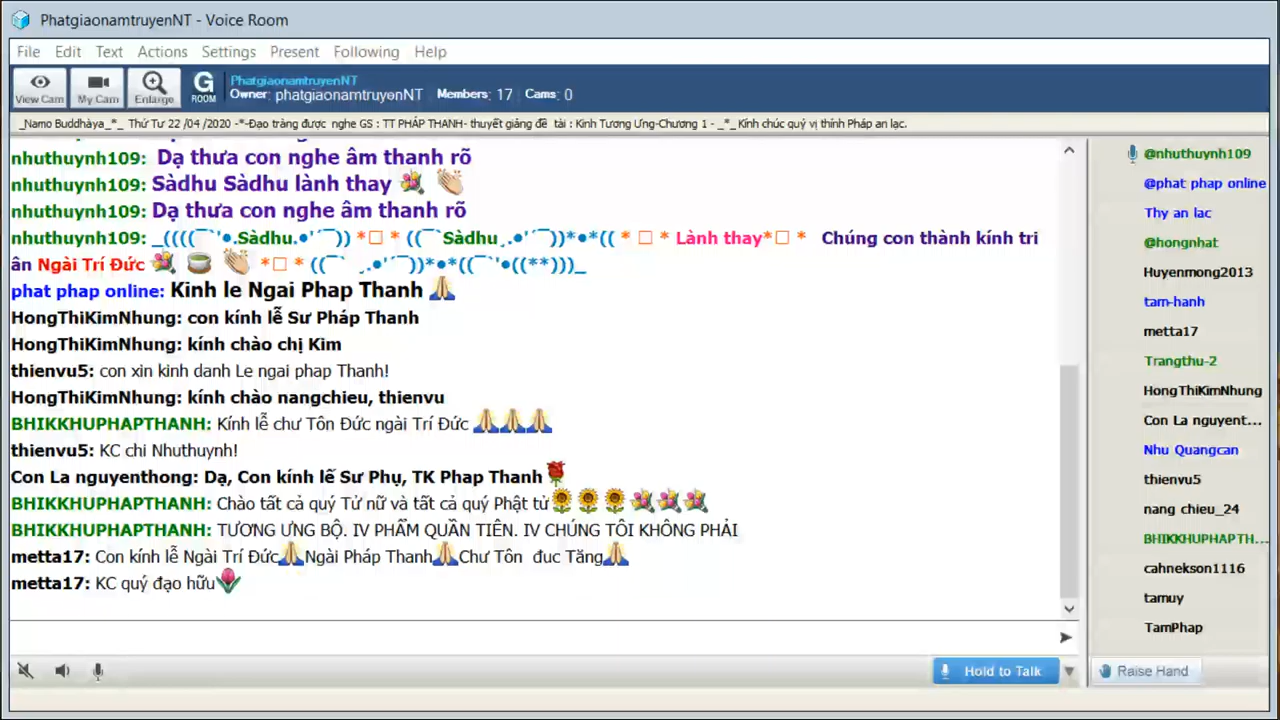 PhatgiaonamtruyenNT - Voice Room
File Edit Text Actions Settings Present Following Help
View Cam My Cam Enlarge G ROOM
PhatgiaonamtruyenNT
Owner: phatgiaonamtruyenNT Members: 17 Cams: 0
_Namo Buddhàya_*_ Thứ Tư 22 /04 /2020 -*-Đạo tràng được nghe GS : TT PHÁP THANH- thuyết giảng đề tài : Kinh Tương Ưng-Chương 1 - _*_ Kính chúc quý vị thính Pháp an lạc.
nhuthuynh109: Dạ thưa con nghe âm thanh rõ
nhuthuynh109: Sàdhu Sàdhu lành thay
nhuthuynh109: Dạ thưa con nghe âm thanh rõ
nhuthuynh109: _((((¯`'•.Sàdhu.•'´¯)) *□ * ((¯`Sàdhu¸.•'´¯))*•*(( * □ * Lành thay*□ * Chúng con thành kính tri
ân Ngài Trí Đức *□ * ((¯` ¸.•'´¯))*•*((¯`'•((**)))_
phat phap online: Kinh le Ngai Phap Thanh
HongThiKimNhung: con kính lễ Sư Pháp Thanh
HongThiKimNhung: kính chào chị Kim
thienvu5: con xin kinh danh Le ngai phap Thanh!
HongThiKimNhung: kính chào nangchieu, thienvu
BHIKKHUPHAPTHANH: Kính lễ chư Tôn Đức ngài Trí Đức
thienvu5: KC chi Nhuthuynh!
Con La nguyenthong: Dạ, Con kính lễ Sư Phụ, TK Phap Thanh
BHIKKHUPHAPTHANH: Chào tất cả quý Tử nữ và tất cả quý Phật tử
BHIKKHUPHAPTHANH: TƯƠNG ƯNG BỘ. IV PHẨM QUẦN TIÊN. IV CHÚNG TÔI KHÔNG PHẢI
metta17: Con kính lễ Ngài Trí Đức Ngài Pháp Thanh Chư Tôn đuc Tăng
metta17: KC quý đạo hữu
Hold to Talk
@nhuthuynh109
@phat phap online
Thy an lac
@hongnhat
Huyenmong2013
tam-hanh
metta17
Trangthu-2
HongThiKimNhung
Con La nguyent...
Nhu Quangcan
thienvu5
nang chieu_24
BHIKKHUPHAPTH...
cahnekson1116
tamuy
TamPhap
Raise Hand